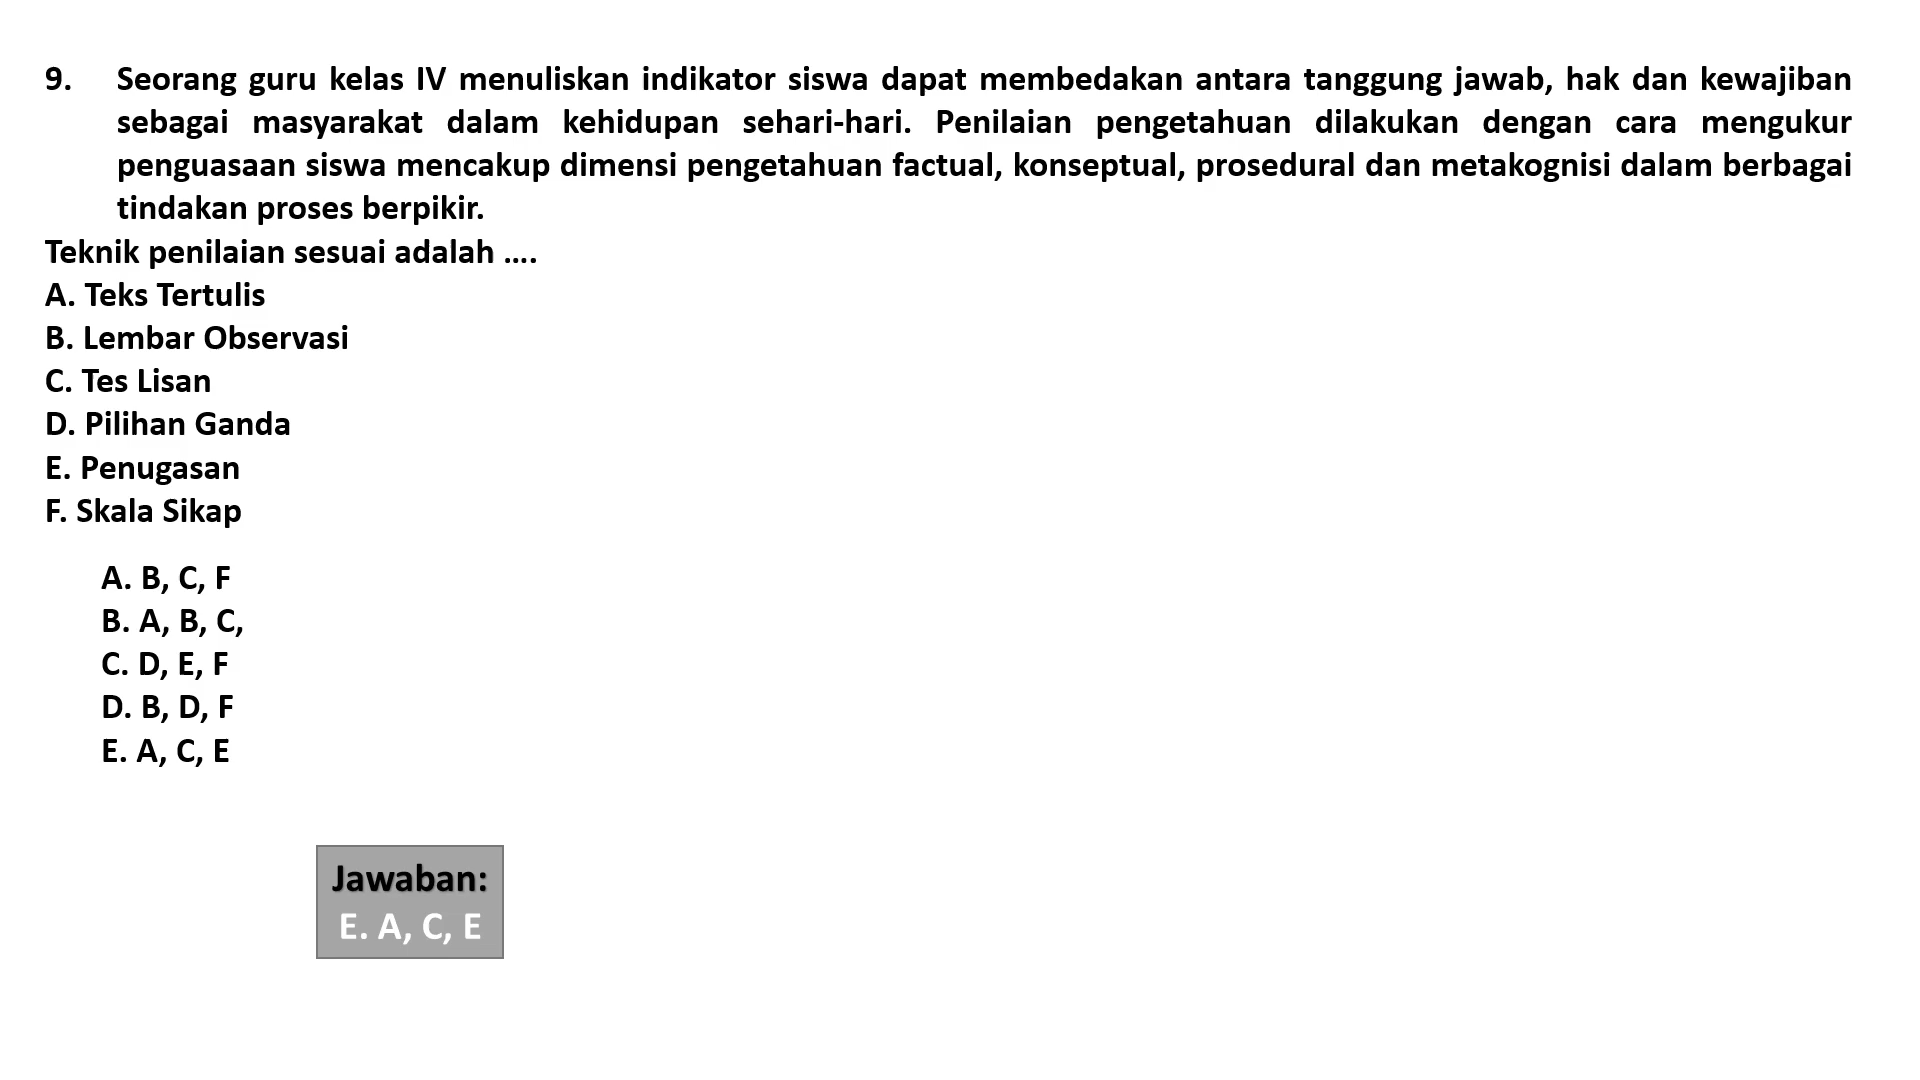 9. Seorang guru kelas IV menuliskan indikator siswa dapat membedakan antara tanggung jawab, hak dan kewajiban
sebagai masyarakat dalam kehidupan sehari-hari. Penilaian pengetahuan dilakukan dengan cara mengukur
penguasaan siswa mencakup dimensi pengetahuan factual, konseptual, prosedural dan metakognisi dalam berbagai
tindakan proses berpikir.
Teknik penilaian sesuai adalah ....
A. Teks Tertulis
B. Lembar Observasi
C. Tes Lisan
D. Pilihan Ganda
E. Penugasan
F. Skala Sikap
A. B, C, F
B. A, B, C,
C. D, E, F
D. B, D, F
E. A, C, E
Jawaban:
E. A, C, E